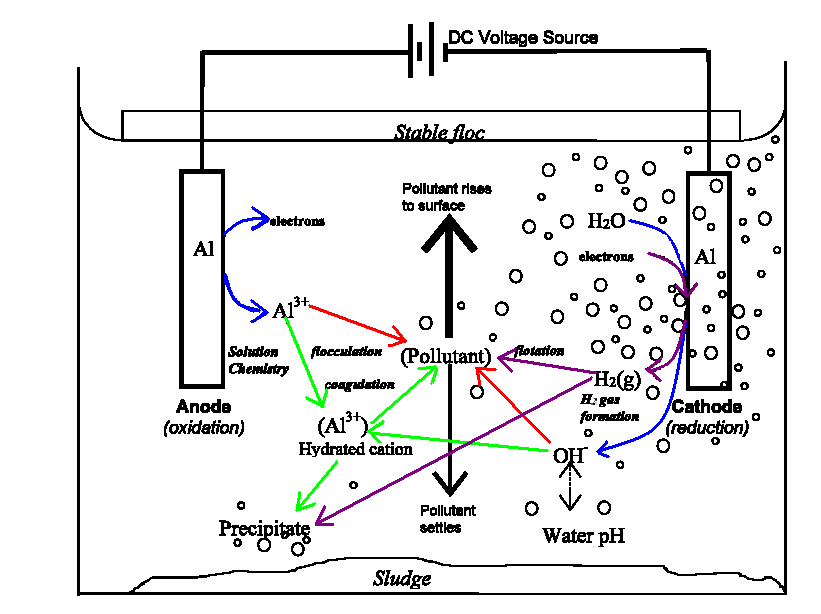 DC Voltage Source
Stable floc
Pollutant rises
to surface
Al
electrons
H₂O
electrons
Al
Al³⁺
Solution
Chemistry
flocculation
(Pollutant)
flotation
coagulation
H₂(g)
H₂ gas
formation
Anode
(oxidation)
Cathode
(reduction)
(Al³⁺)
Hydrated cation
OH⁻
Pollutant
settles
Precipitate
Water pH
Sludge